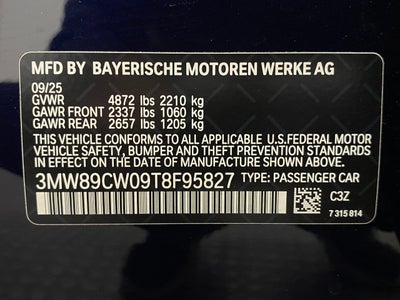 MFD BY BAYERISCHE MOTOREN WERKE AG
09/25
GVWR 4872 lbs 2210 kg
GAWR FRONT 2337 lbs 1060 kg
GAWR REAR 2657 lbs 1205 kg
THIS VEHICLE CONFORMS TO ALL APPLICABLE U.S.FEDERAL MOTOR
VEHICLE SAFETY, BUMPER AND THEFT PREVENTION STANDARDS
IN EFFECT ON THE DATE OF MANUFACTURE SHOWN ABOVE.
3MW89CW09T8F95827 TYPE: PASSENGER CAR
C3Z
7 315 814